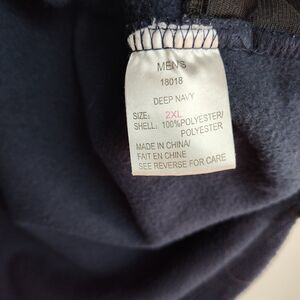 MEN'S
18018
DEEP NAVY
SIZE: 2XL
SHELL: 100%POLYESTER/
POLYESTER
MADE IN CHINA/
FAIT EN CHINE
SEE REVERSE FOR CARE